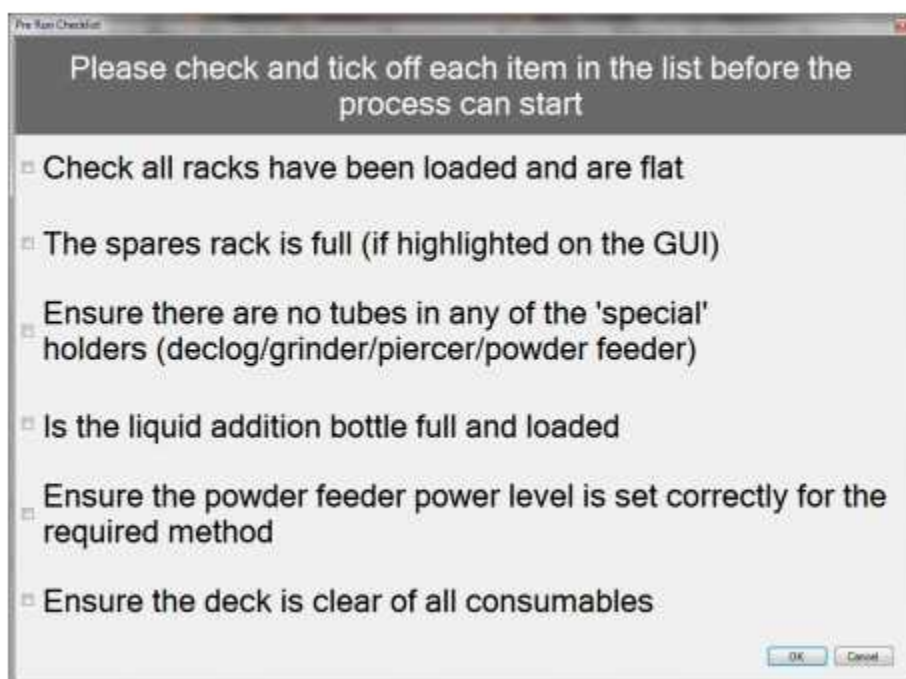 Pre Run Checklist
Please check and tick off each item in the list before the
process can start
Check all racks have been loaded and are flat
The spares rack is full (if highlighted on the GUI)
Ensure there are no tubes in any of the 'special'
holders (declog/grinder/piercer/powder feeder)
Is the liquid addition bottle full and loaded
Ensure the powder feeder power level is set correctly for the
required method
Ensure the deck is clear of all consumables
OK Cancel